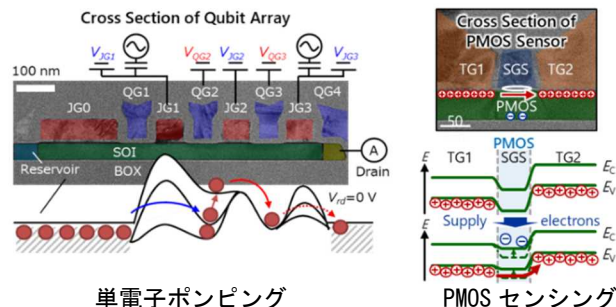 Cross Section of Qubit Array
V_JG1 V_QG2 V_JG2 V_QG3 V_JG3
100 nm
QG1 QG2 QG3 QG4
JG0 JG1 JG2 JG3
SOI
A
Reservoir
BOX
Drain
V_rd=0 V
単電子ポンピング
Cross Section of
PMOS Sensor
TG1 SGS TG2
PMOS
50
PMOS
E TG1 SGS TG2
E_C
E_V
Supply electrons
E
E_C
E_V
PMOS センシング